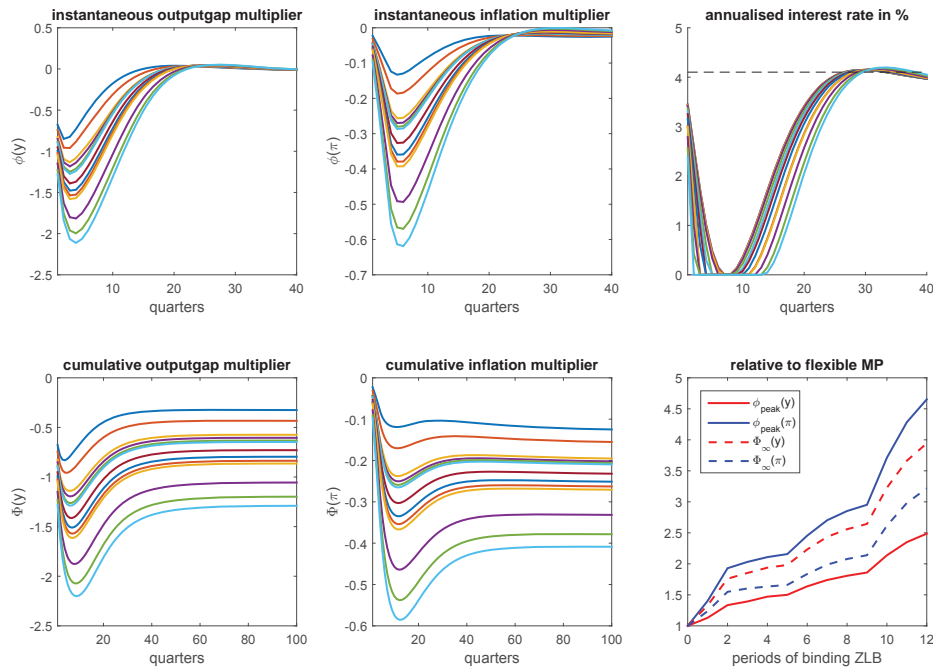 instantaneous outputgap multiplier
0.5
0
-0.5
-1
-1.5
-2
-2.5
ϕ(y)
10 20 30 40
quarters
instantaneous inflation multiplier
0
-0.1
-0.2
-0.3
-0.4
-0.5
-0.6
-0.7
ϕ(π)
10 20 30 40
quarters
annualised interest rate in %
5
4
3
2
1
0
10 20 30 40
quarters
cumulative outputgap multiplier
0
-0.5
-1
-1.5
-2
-2.5
Φ(y)
20 40 60 80 100
quarters
cumulative inflation multiplier
0
-0.1
-0.2
-0.3
-0.4
-0.5
-0.6
-0.7
Φ(π)
20 40 60 80 100
quarters
relative to flexible MP
5
4.5
4
3.5
3
2.5
2
1.5
1
ϕpeak(y)
ϕpeak(π)
Φ∞(y)
Φ∞(π)
0 2 4 6 8 10 12
periods of binding ZLB